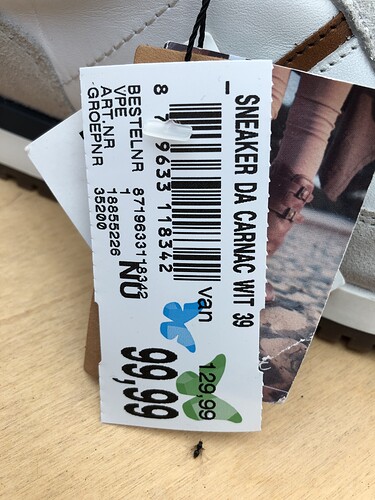 SNEAKER DA CARNAC WIT 39
8 719633 118342
van 129,99
NU 99,99
BESTELNR 8719633118342
VPE 1
ART.NR 18855226
GROEPNR 35200